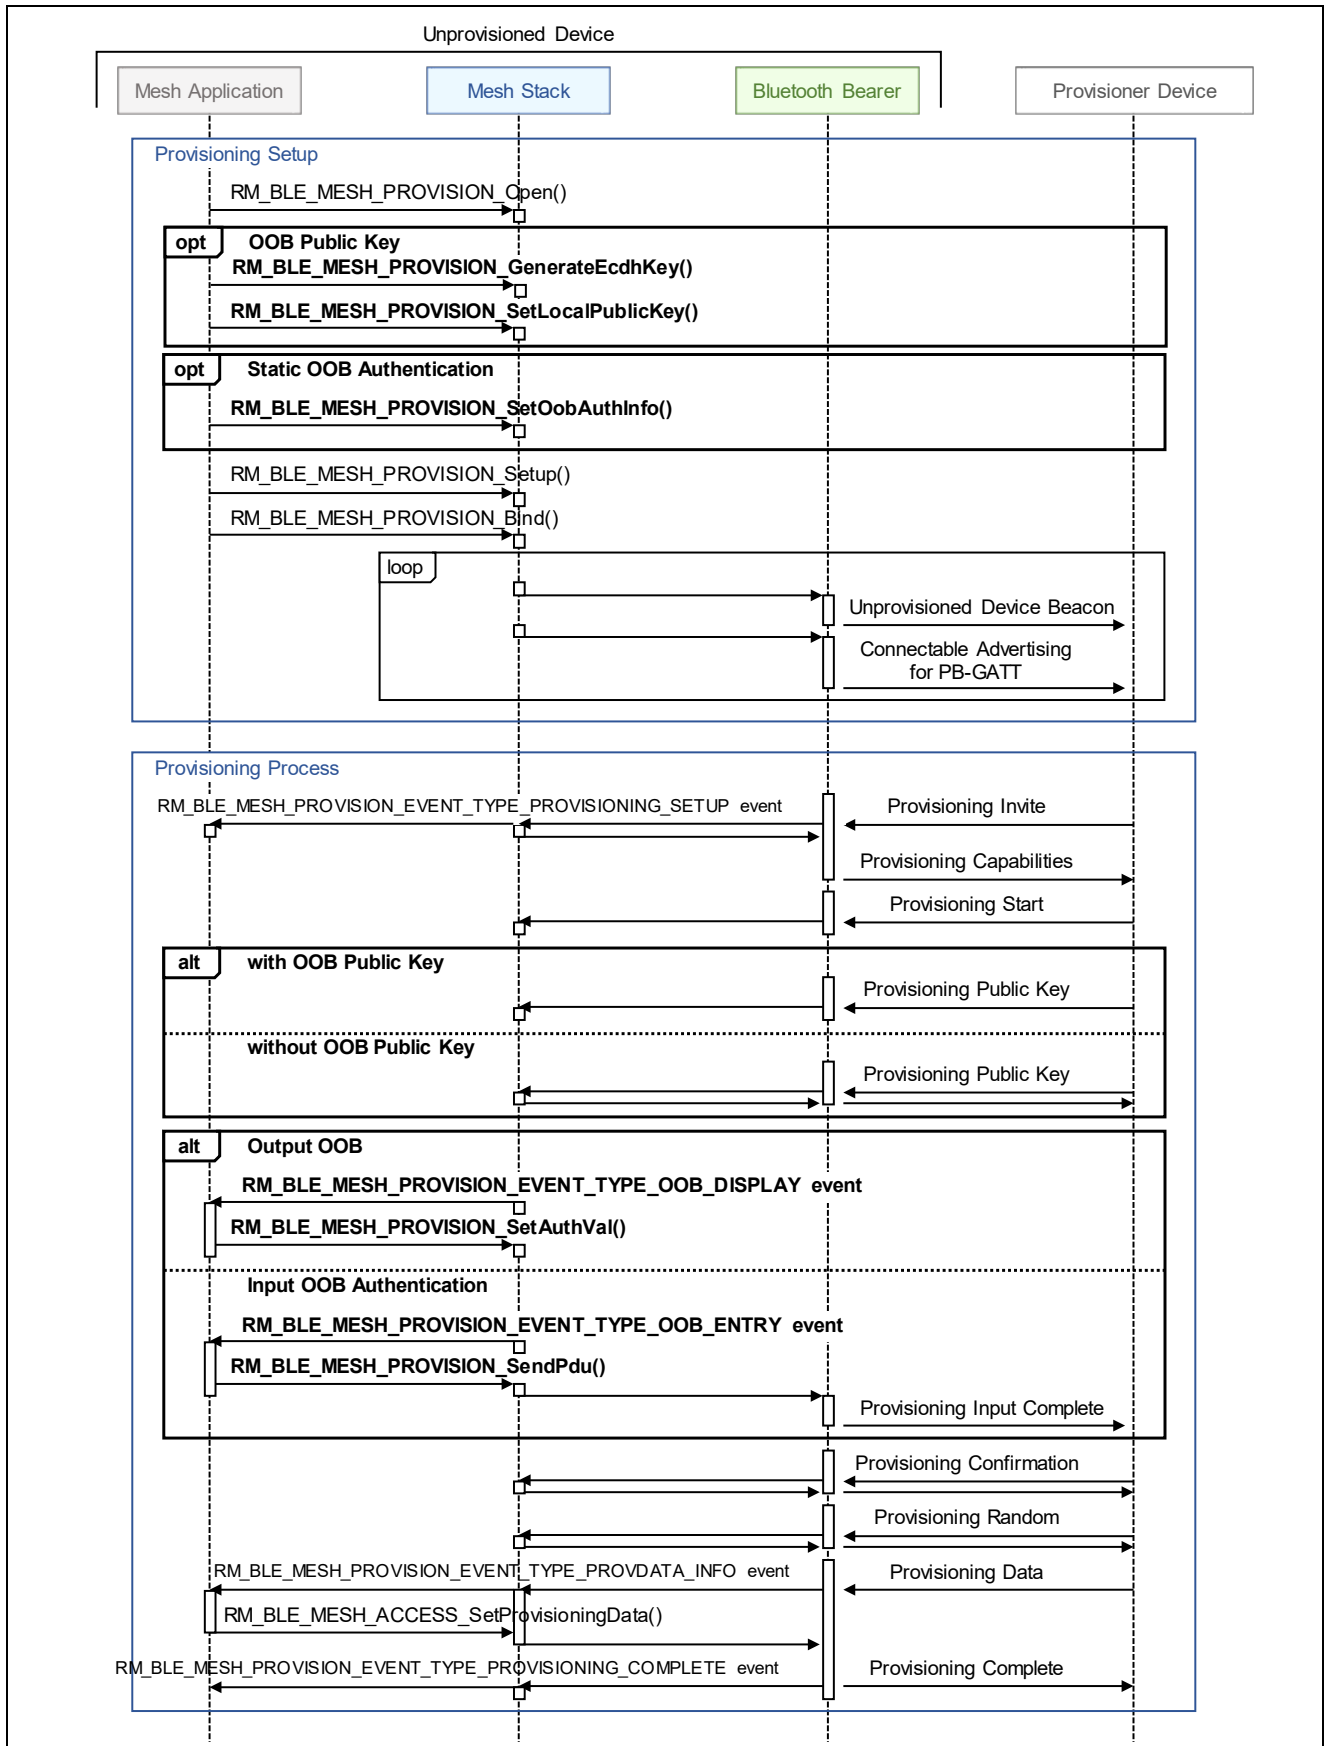 Unprovisioned Device
Mesh Application
Mesh Stack
Bluetooth Bearer
Provisioner Device
Provisioning Setup
RM_BLE_MESH_PROVISION_Open()
opt
OOB Public Key
RM_BLE_MESH_PROVISION_GenerateEcdhKey()
RM_BLE_MESH_PROVISION_SetLocalPublicKey()
opt
Static OOB Authentication
RM_BLE_MESH_PROVISION_SetOobAuthInfo()
RM_BLE_MESH_PROVISION_Setup()
RM_BLE_MESH_PROVISION_Bind()
loop
Unprovisioned Device Beacon
Connectable Advertising
for PB-GATT
Provisioning Process
RM_BLE_MESH_PROVISION_EVENT_TYPE_PROVISIONING_SETUP event
Provisioning Invite
Provisioning Capabilities
Provisioning Start
alt
with OOB Public Key
Provisioning Public Key
without OOB Public Key
Provisioning Public Key
alt
Output OOB
RM_BLE_MESH_PROVISION_EVENT_TYPE_OOB_DISPLAY event
RM_BLE_MESH_PROVISION_SetAuthVal()
Input OOB Authentication
RM_BLE_MESH_PROVISION_EVENT_TYPE_OOB_ENTRY event
RM_BLE_MESH_PROVISION_SendPdu()
Provisioning Input Complete
Provisioning Confirmation
Provisioning Random
RM_BLE_MESH_PROVISION_EVENT_TYPE_PROVDATA_INFO event
Provisioning Data
RM_BLE_MESH_ACCESS_SetProvisioningData()
RM_BLE_MESH_PROVISION_EVENT_TYPE_PROVISIONING_COMPLETE event
Provisioning Complete